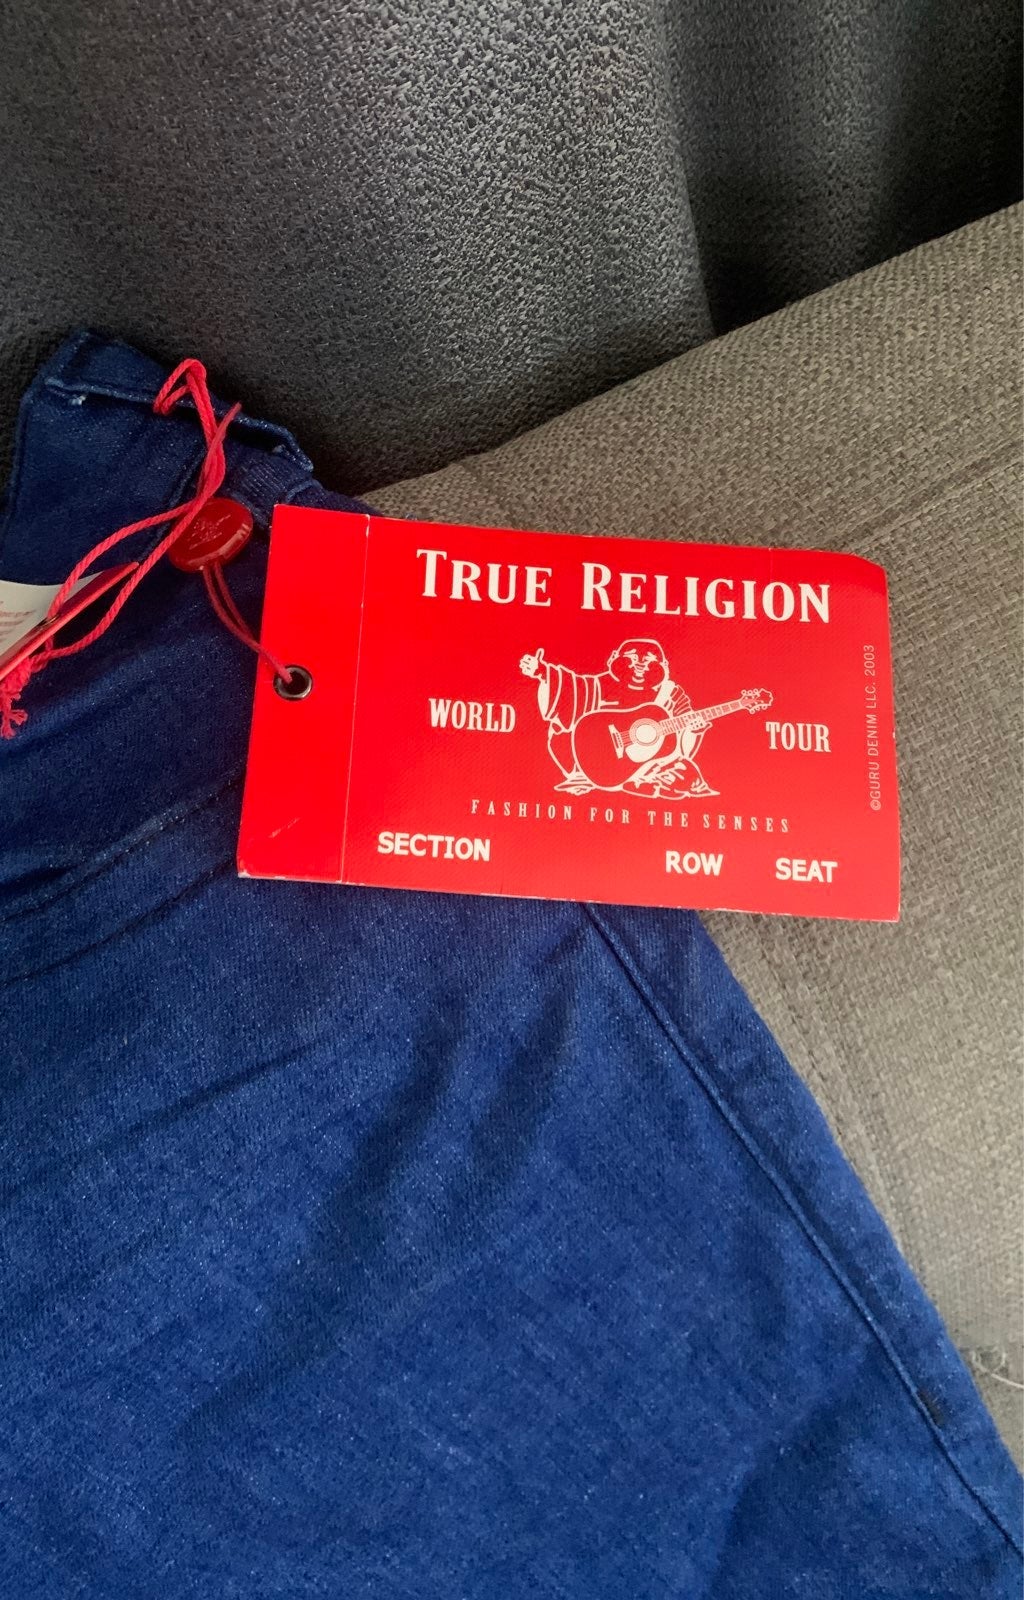 TRUE RELIGION
WORLD TOUR
FASHION FOR THE SENSES
SECTION ROW SEAT
©GURU DENIM LLC. 2003